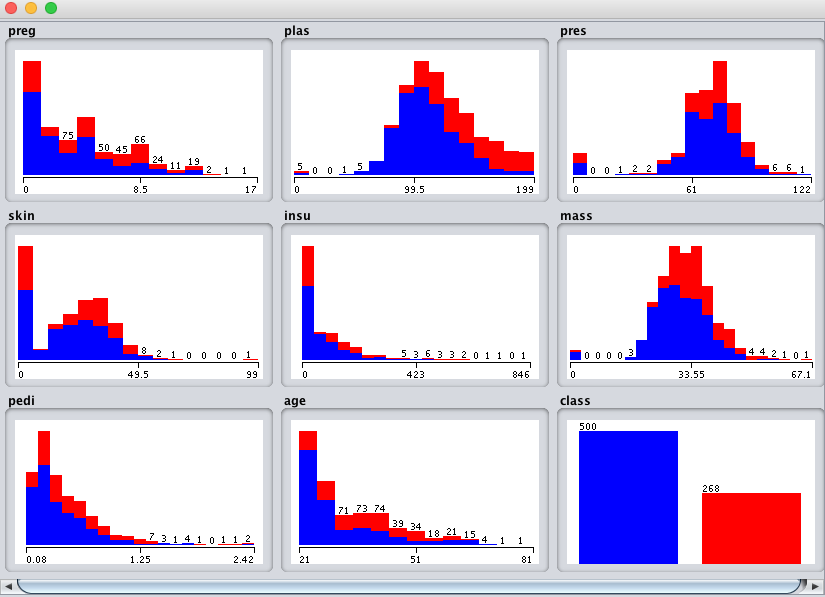 preg plas pres
75 50 45 66 24 11 19 2 1 1
0 8.5 17
5 0 0 1 5
0 99.5 199
0 0 1 2 2 6 6 1
0 61 122
skin insu mass
8 2 1 0 0 0 0 1
0 49.5 99
5 3 6 3 3 2 0 1 1 0 1
0 423 846
0 0 0 0 3 4 4 2 1 0 1
0 33.55 67.1
pedi age class
7 3 1 4 1 0 1 1 2
0.08 1.25 2.42
71 73 74 39 34 18 21 15 4 1 1
21 51 81
500
268